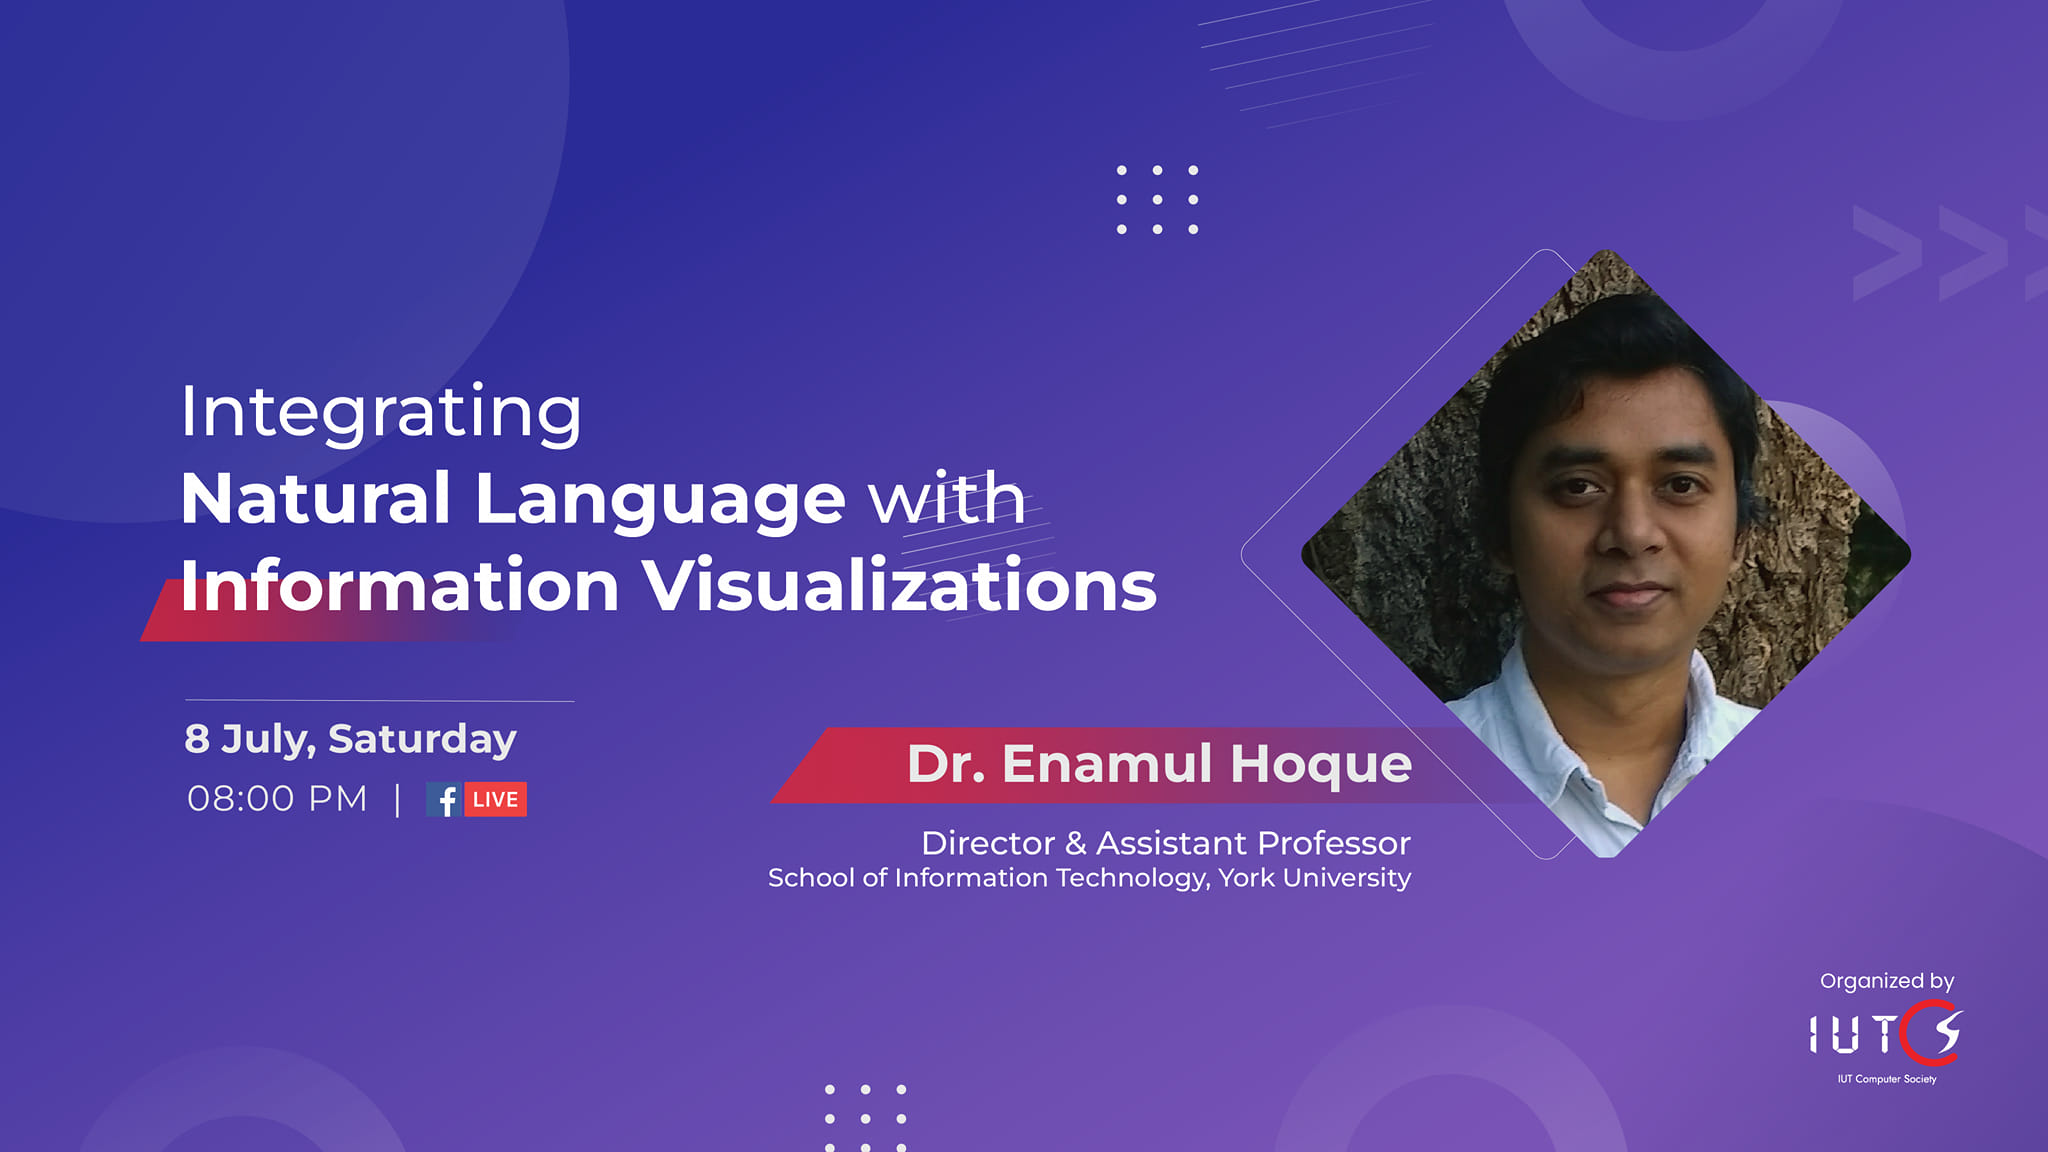 Integrating
Natural Language with
Information Visualizations
8 July, Saturday
08:00 PM | f LIVE
Dr. Enamul Hoque
Director & Assistant Professor
School of Information Technology, York University
Organized by
IUTCS
IUT Computer Society